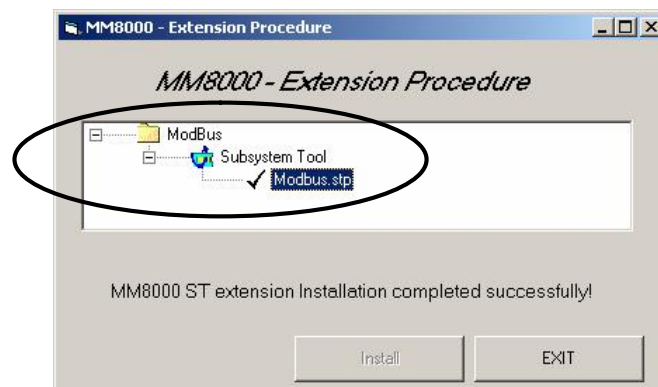 MM8000 - Extension Procedure
MM8000 - Extension Procedure
ModBus
Subsystem Tool
Modbus.stp
MM8000 ST extension Installation completed successfully!
Install EXIT